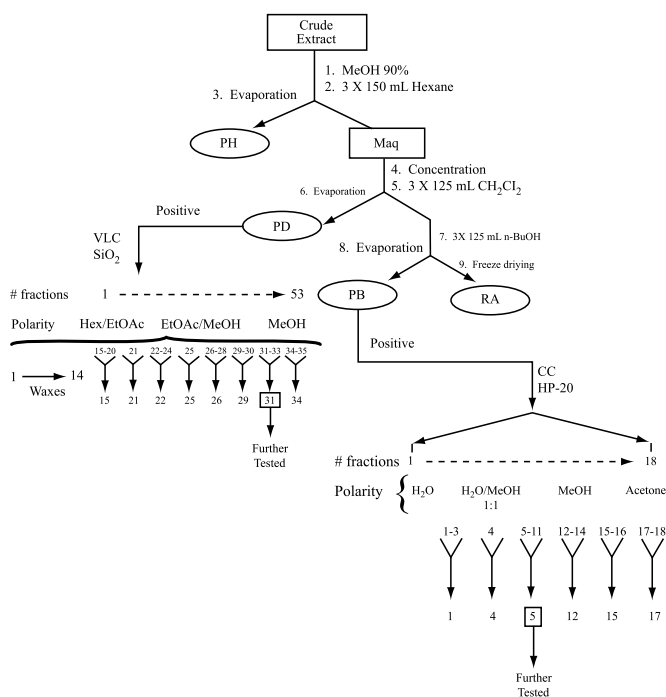 Crude
Extract
1. MeOH 90%
2. 3 X 150 mL Hexane
3. Evaporation
PH
Maq
4. Concentration
5. 3 X 125 mL CH2CI2
6. Evaporation
Positive
PD
VLC
SiO2
7. 3X 125 mL n-BuOH
8. Evaporation
9. Freeze driying
# fractions 1 53
PB
RA
Polarity Hex/EtOAc EtOAc/MeOH MeOH
Positive
15-20 21 22-24 25 26-28 29-30 31-33 34-35
1 14
Waxes
15 21 22 25 26 29 31 34
CC
HP-20
Further
Tested
# fractions 1 18
Polarity { H2O H2O/MeOH MeOH Acetone
1:1
1-3 4 5-11 12-14 15-16 17-18
1 4 5 12 15 17
Further
Tested